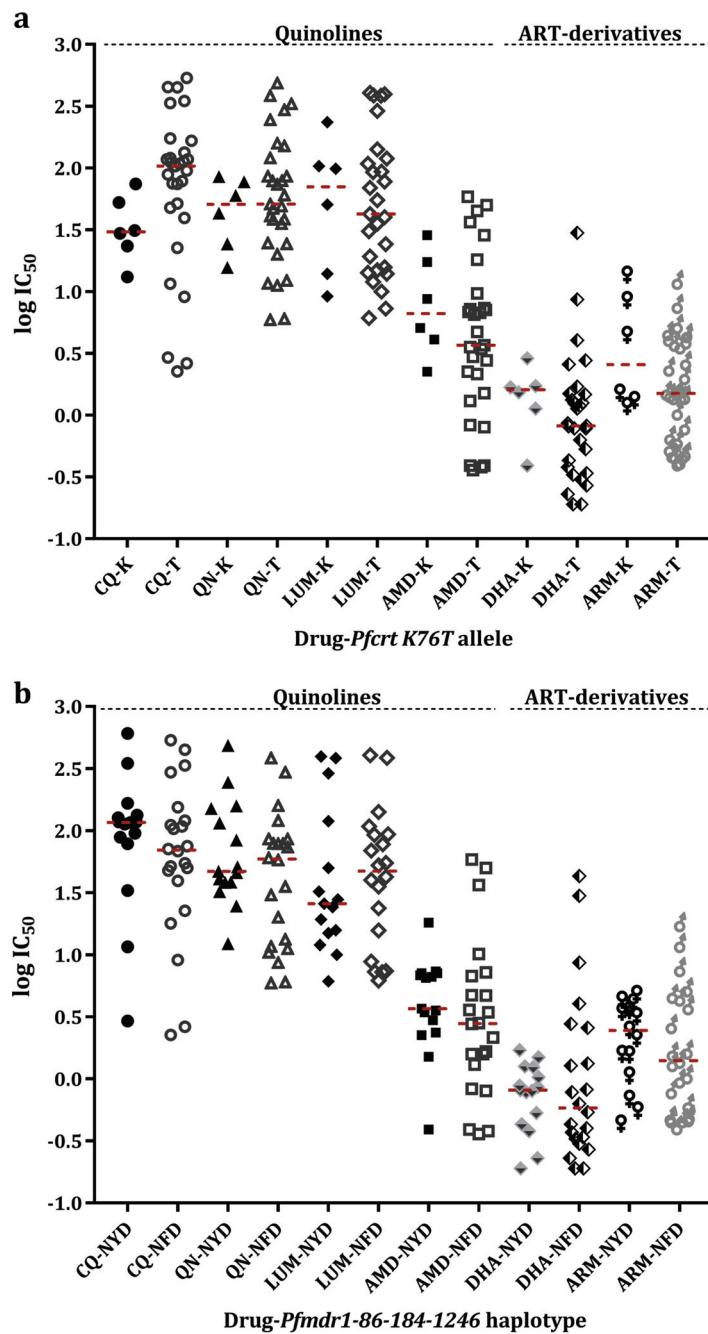 a
Quinolines ART-derivatives
3.0
2.5
2.0
1.5
1.0
0.5
0.0
-0.5
-1.0
log IC50
CQ-K
CQ-T
QN-K
QN-T
LUM-K
LUM-T
AMD-K
AMD-T
DHA-K
DHA-T
ARM-K
ARM-T
Drug-Pfcrt K76T allele
b
Quinolines ART-derivatives
3.0
2.5
2.0
1.5
1.0
0.5
0.0
-0.5
-1.0
log IC50
CQ-NYD
CQ-NFD
QN-NYD
QN-NFD
LUM-NYD
LUM-NFD
AMD-NYD
AMD-NFD
DHA-NYD
DHA-NFD
ARM-NYD
ARM-NFD
Drug-Pfmdr1-86-184-1246 haplotype